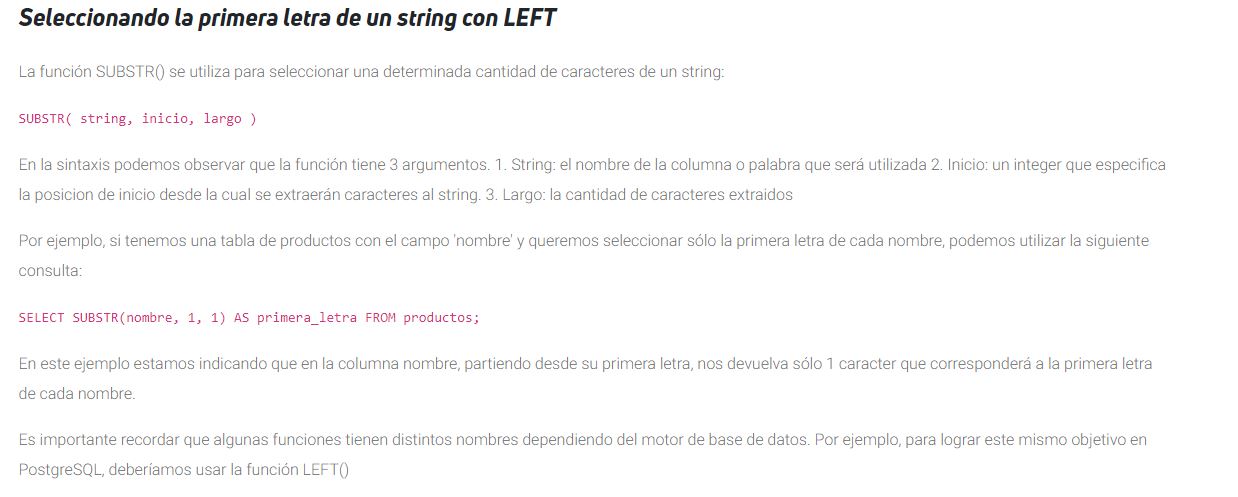 Seleccionando la primera letra de un string con LEFT
La función SUBSTR() se utiliza para seleccionar una determinada cantidad de caracteres de un string:
SUBSTR( string, inicio, largo )
En la sintaxis podemos observar que la función tiene 3 argumentos. 1. String: el nombre de la columna o palabra que será utilizada 2. Inicio: un integer que especifica
la posicion de inicio desde la cual se extraerán caracteres al string. 3. Largo: la cantidad de caracteres extraidos
Por ejemplo, si tenemos una tabla de productos con el campo 'nombre' y queremos seleccionar sólo la primera letra de cada nombre, podemos utilizar la siguiente
consulta:
SELECT SUBSTR(nombre, 1, 1) AS primera_letra FROM productos;
En este ejemplo estamos indicando que en la columna nombre, partiendo desde su primera letra, nos devuelva sólo 1 caracter que corresponderá a la primera letra
de cada nombre.
Es importante recordar que algunas funciones tienen distintos nombres dependiendo del motor de base de datos. Por ejemplo, para lograr este mismo objetivo en
PostgreSQL, deberíamos usar la función LEFT()